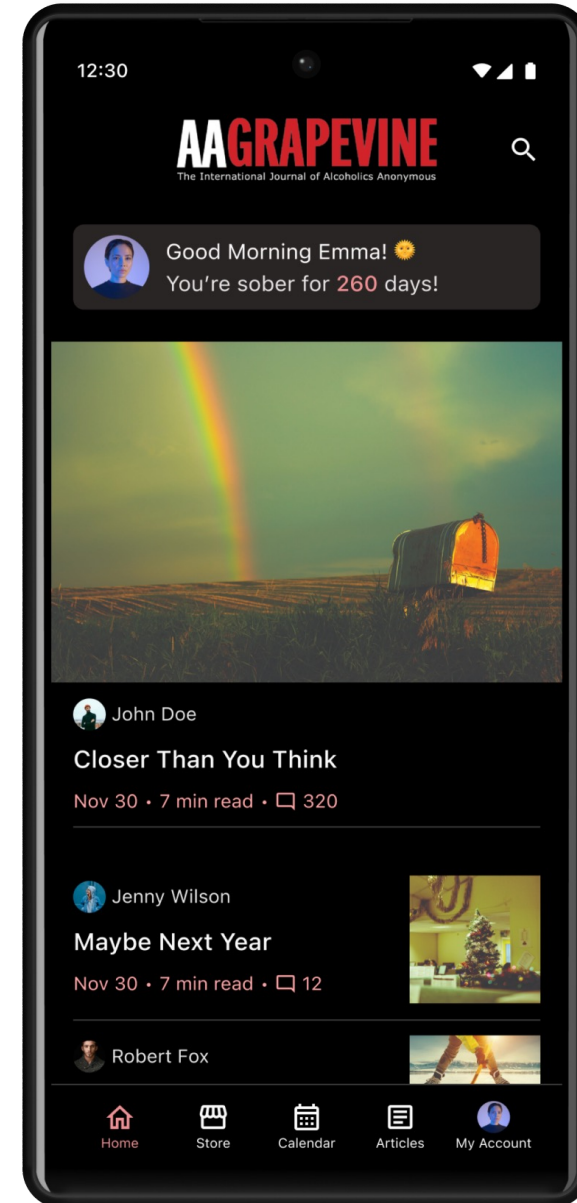 12:30
AAGRAPEVINE
The International Journal of Alcoholics Anonymous
Good Morning Emma! 🌞
You're sober for 260 days!
John Doe
Closer Than You Think
Nov 30 • 7 min read • 320
Jenny Wilson
Maybe Next Year
Nov 30 • 7 min read • 12
Robert Fox
Home Store Calendar Articles My Account